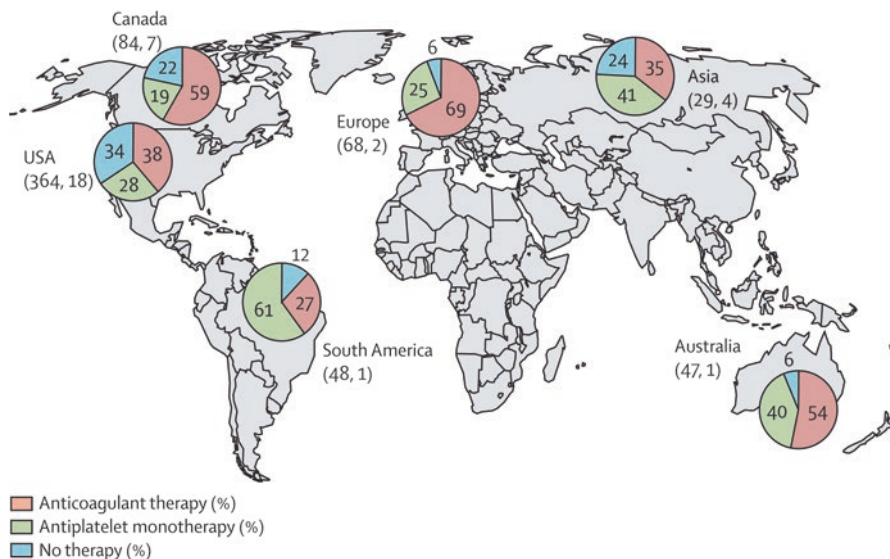 Canada
(84, 7)
22
59
19
USA
(364, 18)
34
38
28
6
25
69
Europe
(68, 2)
24
35
41
Asia
(29, 4)
12
61
27
South America
(48, 1)
Australia
(47, 1)
6
40
54
Anticoagulant therapy (%)
Antiplatelet monotherapy (%)
No therapy (%)